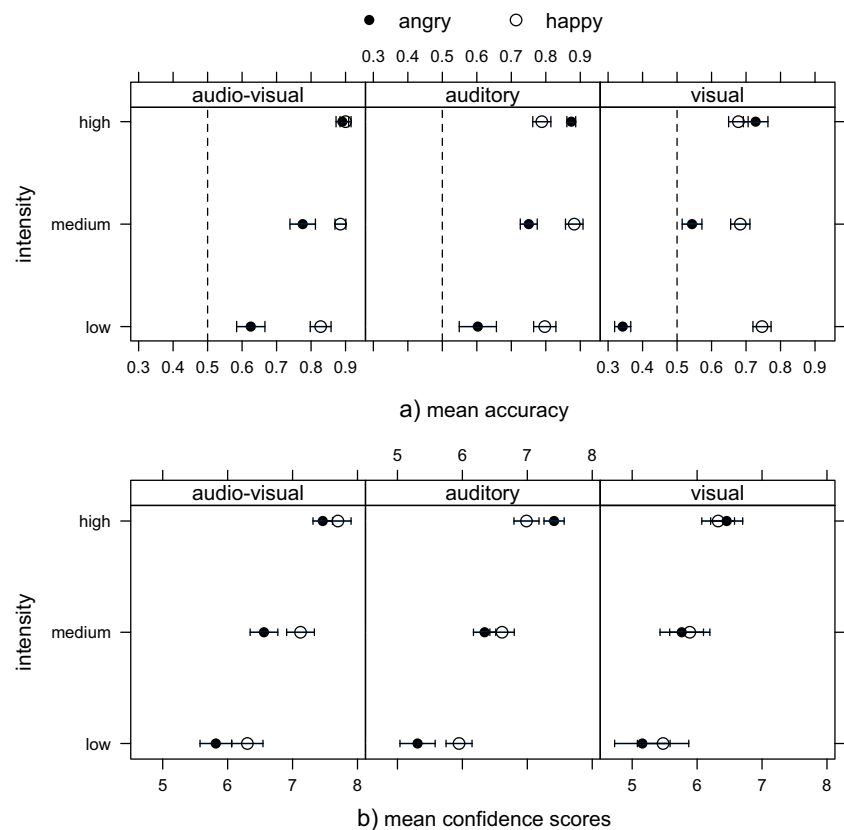 angry happy
0.3 0.4 0.5 0.6 0.7 0.8 0.9
audio-visual auditory visual
high
medium
low
intensity
0.3 0.4 0.5 0.6 0.7 0.8 0.9 0.3 0.4 0.5 0.6 0.7 0.8 0.9
a) mean accuracy
5 6 7 8
audio-visual auditory visual
high
medium
low
intensity
5 6 7 8 5 6 7 8
b) mean confidence scores